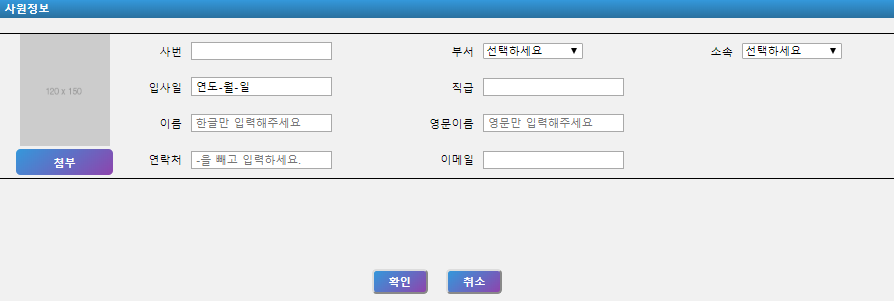 사원정보
사번 부서 선택하세요 ▼ 소속 선택하세요 ▼
120 x 150
입사일 연도-월-일 직급
이름 한글만 입력해주세요 영문이름 영문만 입력해주세요
첨부
연락처 -을 빼고 입력하세요. 이메일
확인 취소